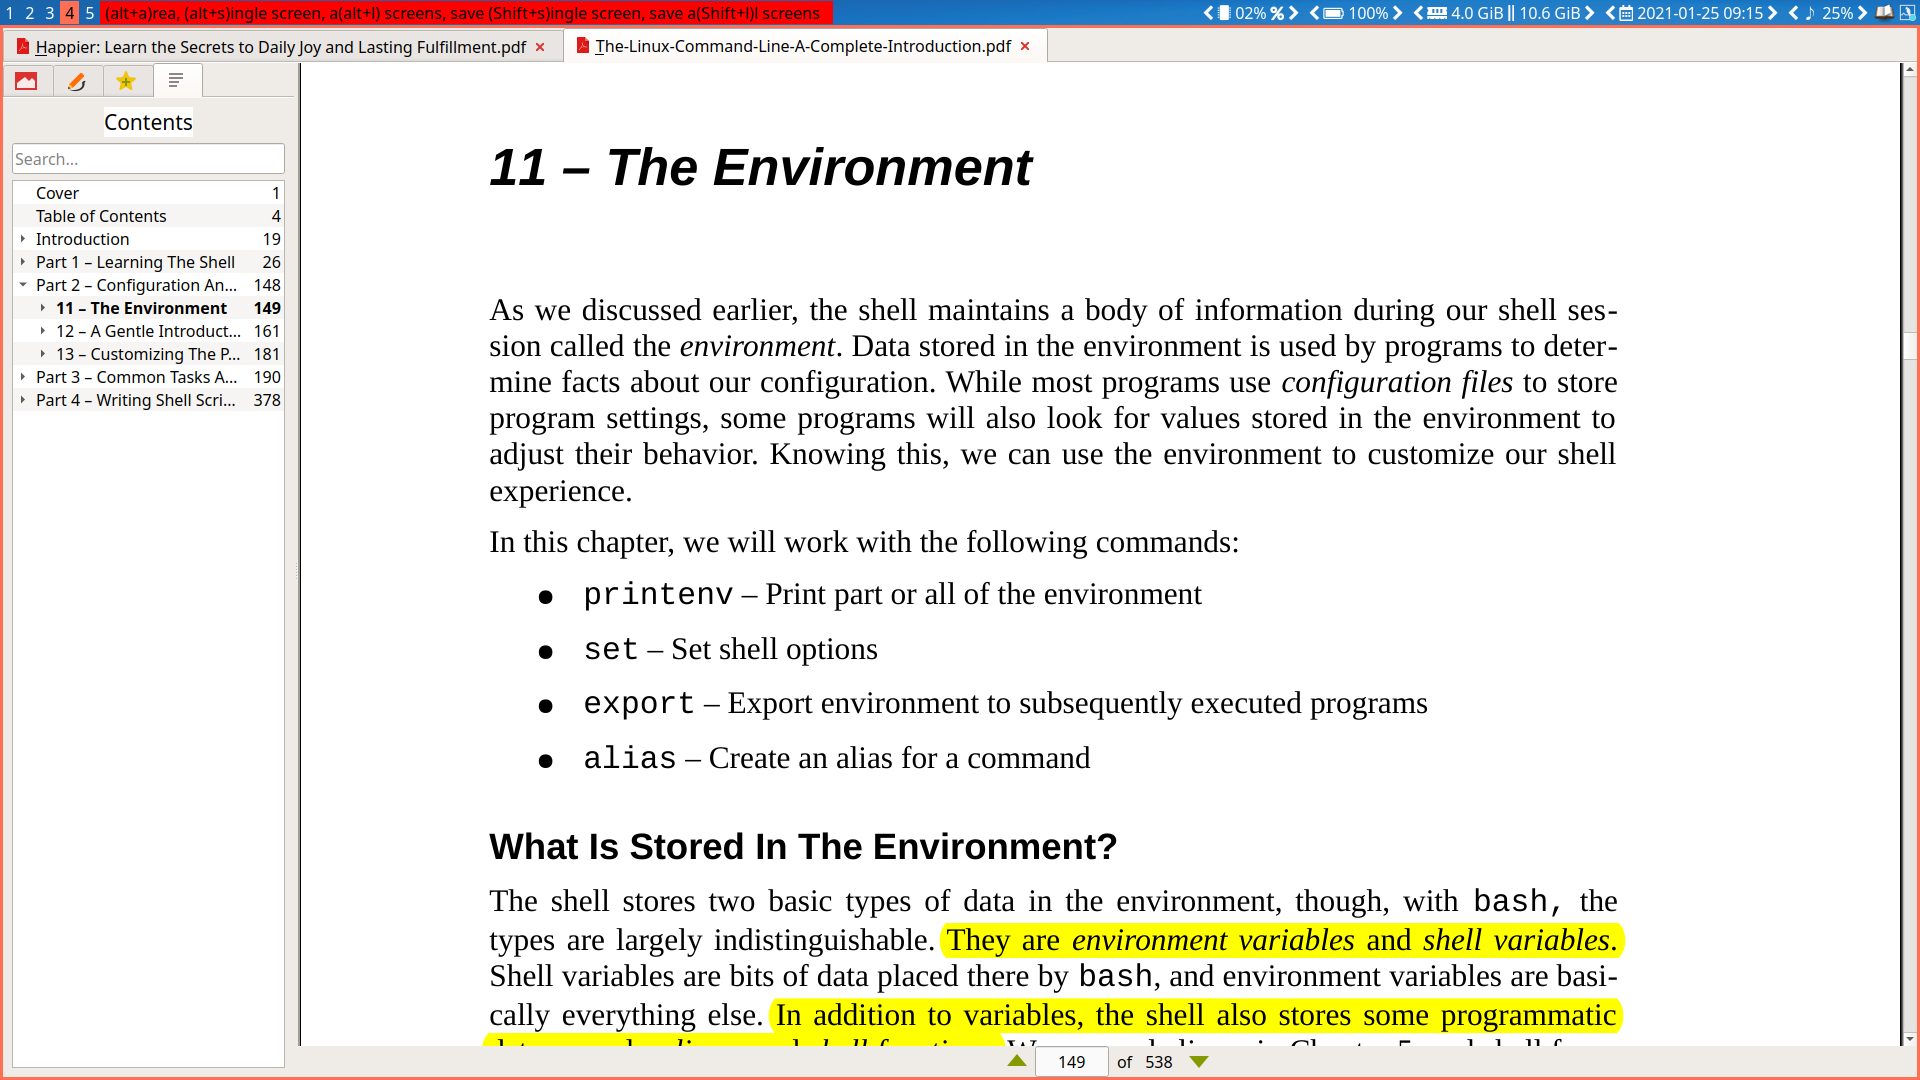 1 2 3 4 5 (alt+a)rea, (alt+s)ingle screen, a(alt+l) screens, save (Shift+s)ingle screen, save a(Shift+l)l screens
02% 100% 4.0 GiB 10.6 GiB 2021-01-25 09:15 25%
Happier: Learn the Secrets to Daily Joy and Lasting Fulfillment.pdf
The-Linux-Command-Line-A-Complete-Introduction.pdf
Contents
Search...
Cover 1
Table of Contents 4
Introduction 19
Part 1 – Learning The Shell 26
Part 2 – Configuration An... 148
11 – The Environment 149
12 – A Gentle Introduct... 161
13 – Customizing The P... 181
Part 3 – Common Tasks A... 190
Part 4 – Writing Shell Scri... 378
11 – The Environment
As we discussed earlier, the shell maintains a body of information during our shell ses-
sion called the environment. Data stored in the environment is used by programs to deter-
mine facts about our configuration. While most programs use configuration files to store
program settings, some programs will also look for values stored in the environment to
adjust their behavior. Knowing this, we can use the environment to customize our shell
experience.
In this chapter, we will work with the following commands:
● printenv – Print part or all of the environment
● set – Set shell options
● export – Export environment to subsequently executed programs
● alias – Create an alias for a command
What Is Stored In The Environment?
The shell stores two basic types of data in the environment, though, with bash, the
types are largely indistinguishable. They are environment variables and shell variables.
Shell variables are bits of data placed there by bash, and environment variables are basi-
cally everything else. In addition to variables, the shell also stores some programmatic
149 of 538